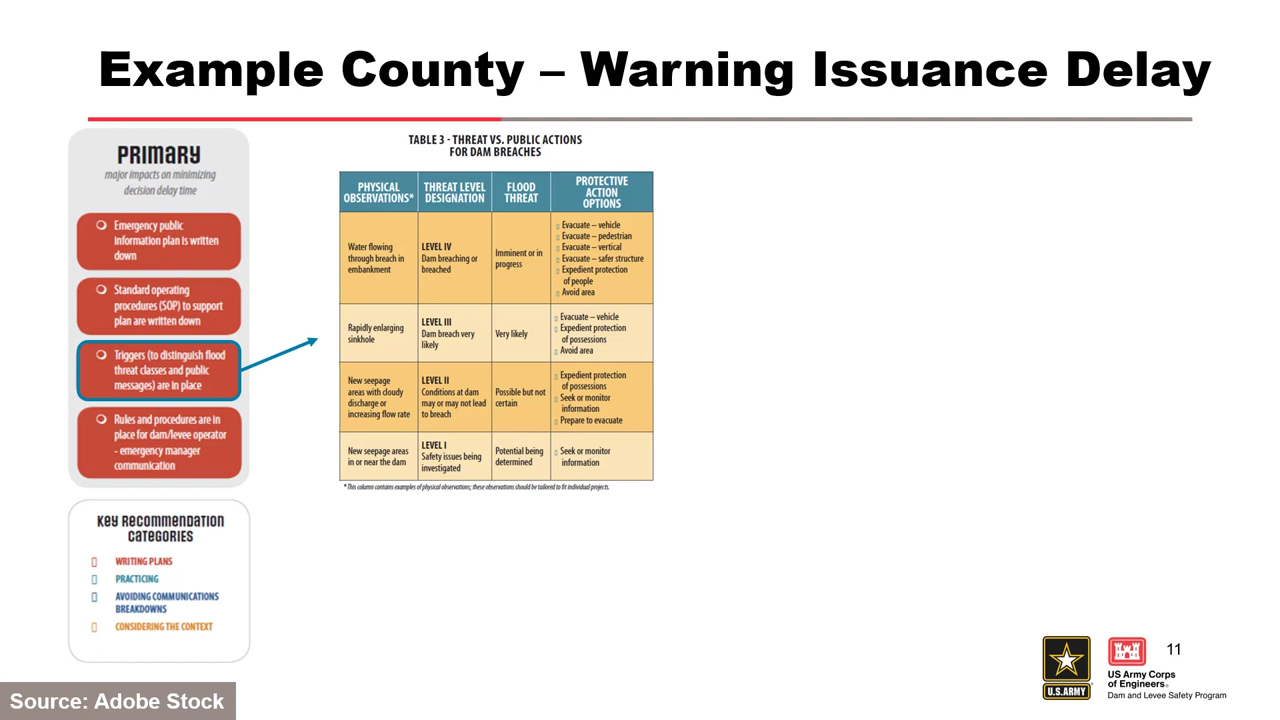 Example County – Warning Issuance Delay
PRIMARY
major impacts on minimizing
decision delay time
Emergency public
information plan is written
down
Standard operating
procedures (SOP) to support
plan are written down
Triggers (to distinguish flood
threat classes and public
messages) are in place
Rules and procedures are in
place for dam/levee operator
- emergency manager
communication
Key Recommendation
Categories
WRITING PLANS
PRACTICING
AVOIDING COMMUNICATIONS
BREAKDOWNS
CONSIDERING THE CONTEXT
TABLE 3 - THREAT VS. PUBLIC ACTIONS
FOR DAM BREACHES
PHYSICAL
OBSERVATIONS*
THREAT LEVEL
DESIGNATION
FLOOD
THREAT
PROTECTIVE
ACTION
OPTIONS
Water flowing
through breach in
embankment
LEVEL IV
Dam breaching or
breached
Imminent or in
progress
Evacuate – vehicle
Evacuate – pedestrian
Evacuate – vertical
Evacuate – safer structure
Expedient protection
of people
Avoid area
Rapidly enlarging
sinkhole
LEVEL III
Dam breach very
likely
Very likely
Evacuate – vehicle
Expedient protection
of possessions
Avoid area
New seepage
areas with cloudy
discharge or
increasing flow rate
LEVEL II
Conditions at dam
may or may not lead
to breach
Possible but not
certain
Expedient protection
of possessions
Seek or monitor
information
Prepare to evacuate
New seepage areas
in or near the dam
LEVEL I
Safety issues being
investigated
Potential being
determined
Seek or monitor
information
* This column contains examples of physical observations; these observations should be tailored to fit individual projects.
U.S.ARMY
US Army Corps
of Engineers®
Dam and Levee Safety Program
11
Source: Adobe Stock